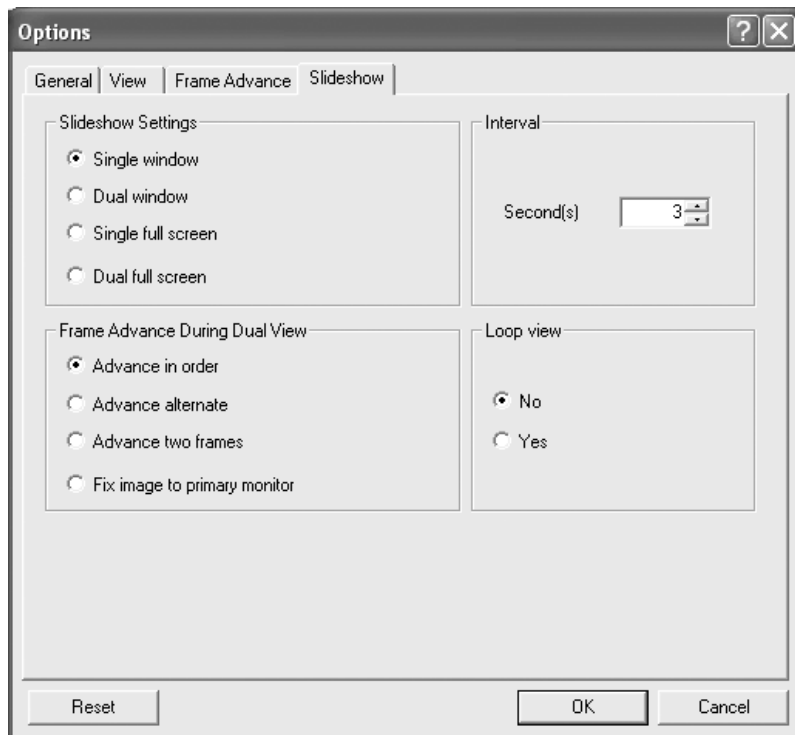 Options
General View Frame Advance Slideshow
Slideshow Settings
Single window
Dual window
Single full screen
Dual full screen
Interval
Second(s) 3
Frame Advance During Dual View
Advance in order
Advance alternate
Advance two frames
Fix image to primary monitor
Loop view
No
Yes
Reset OK Cancel